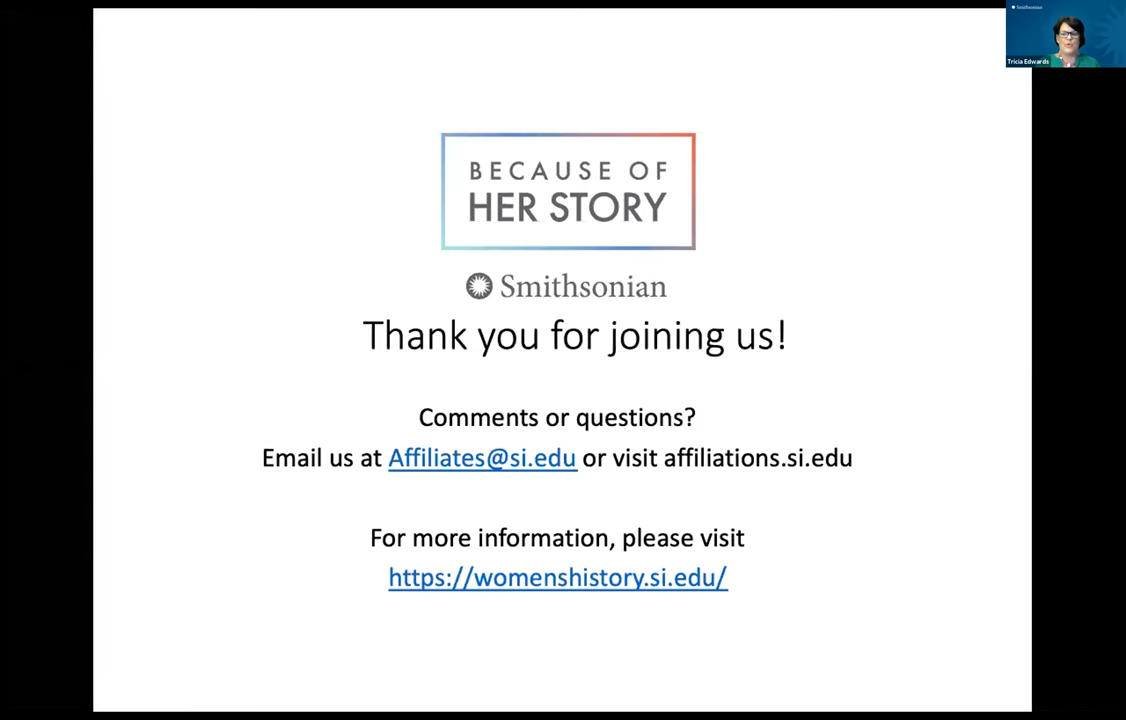 Smithsonian
Tricia Edwards
BECAUSE OF
HER STORY
Smithsonian
Thank you for joining us!
Comments or questions?
Email us at Affiliates@si.edu or visit affiliations.si.edu
For more information, please visit
https://womenshistory.si.edu/